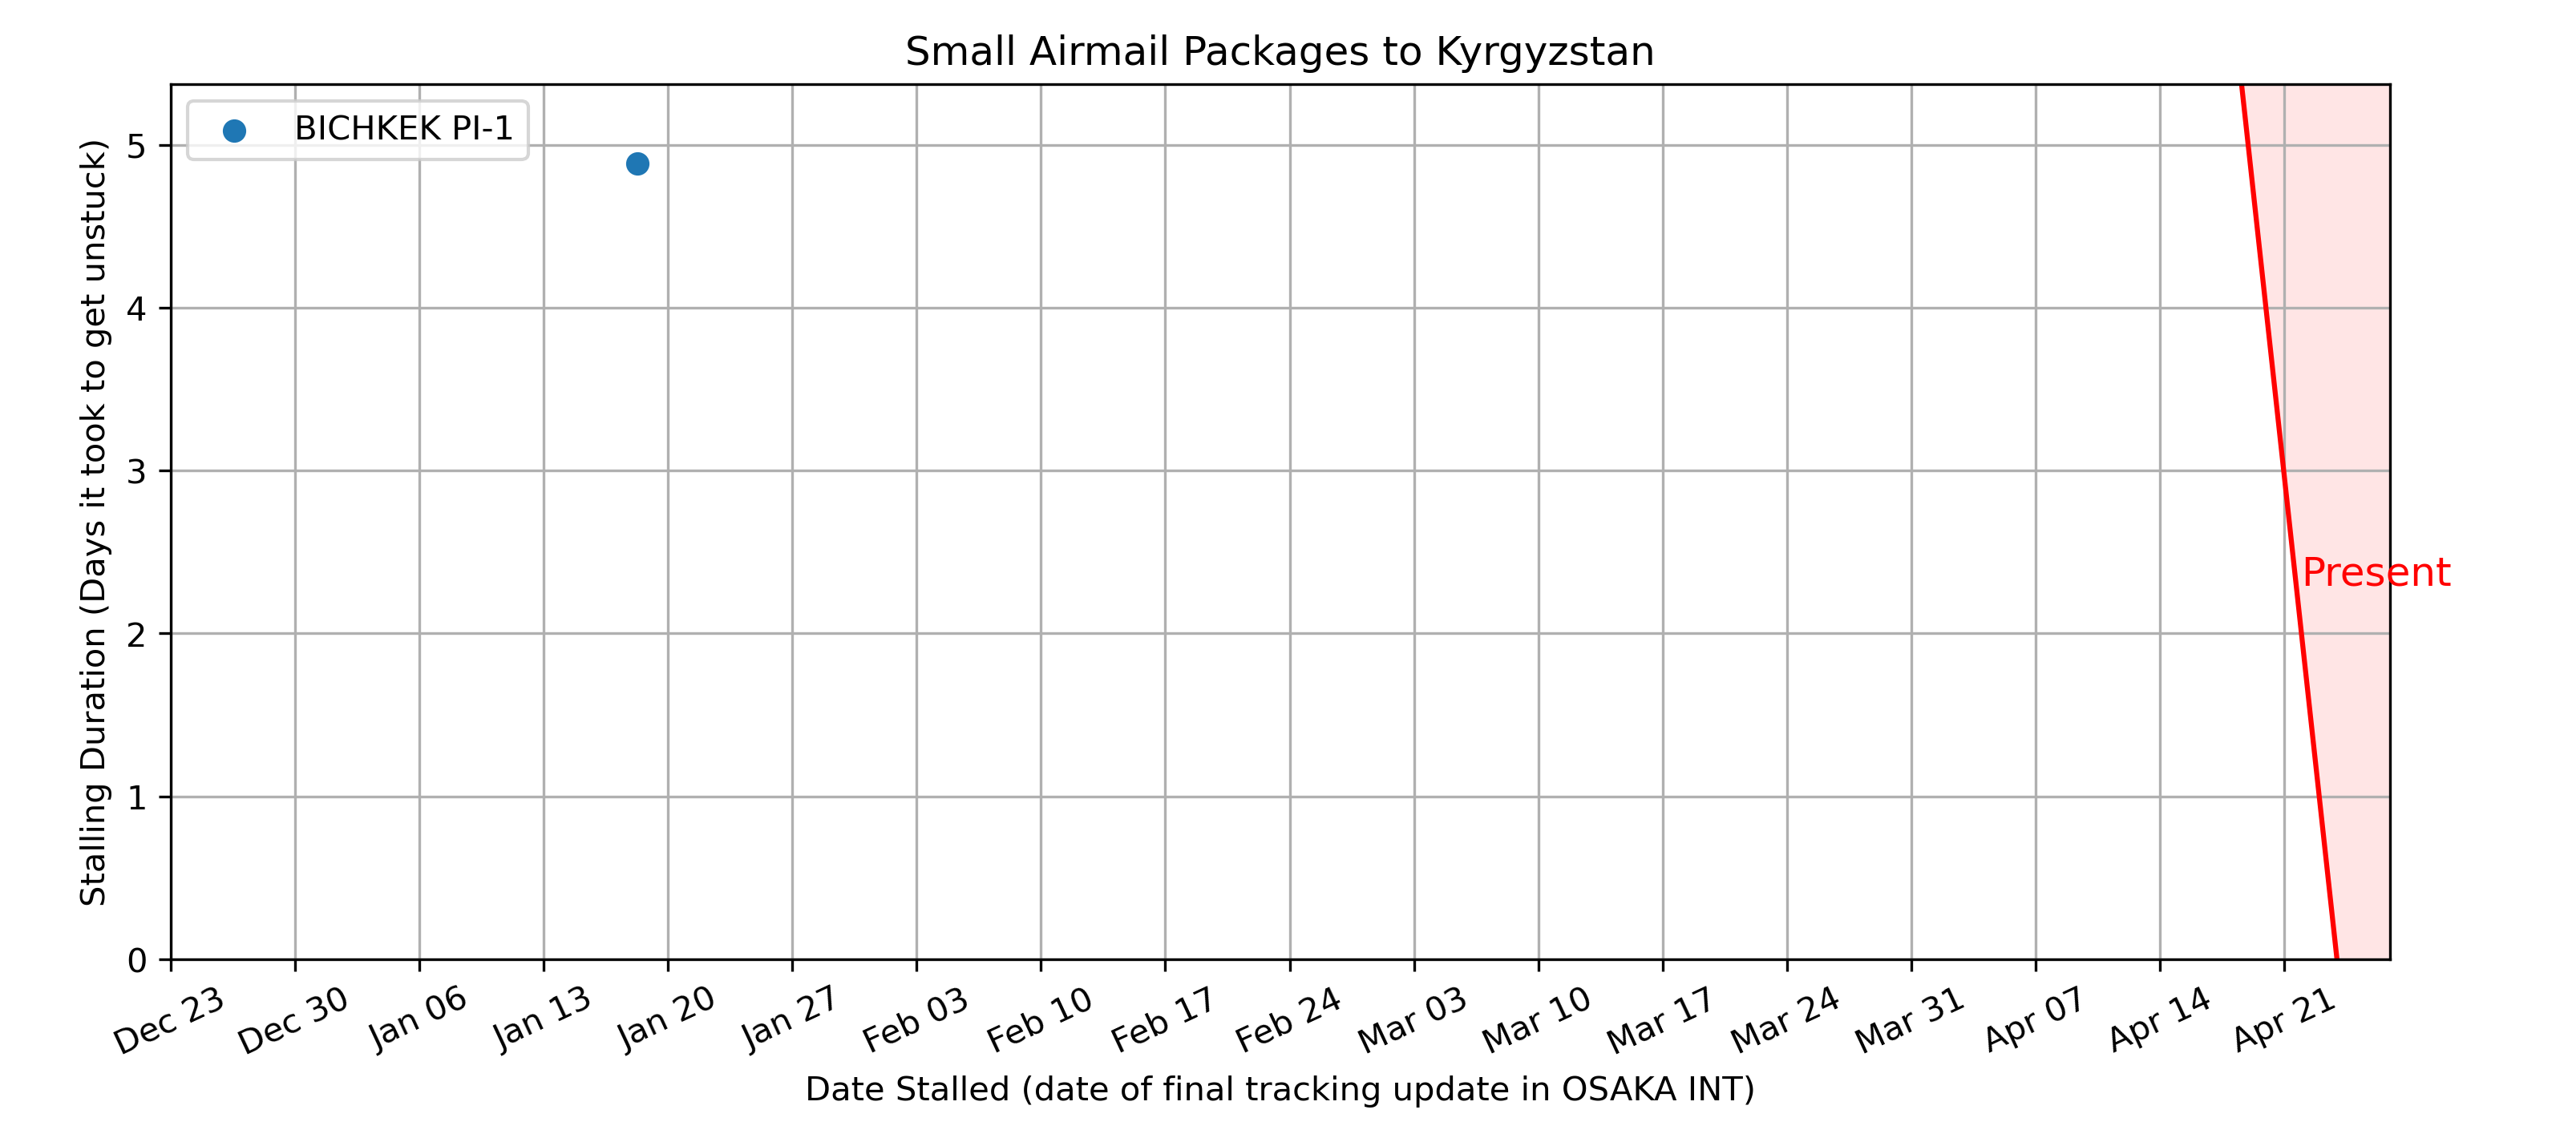 Small Airmail Packages to Kyrgyzstan
BICHKEK PI-1
Stalling Duration (Days it took to get unstuck)
5
4
3
2
1
0
Present
Dec 23
Dec 30
Jan 06
Jan 13
Jan 20
Jan 27
Feb 03
Feb 10
Feb 17
Feb 24
Mar 03
Mar 10
Mar 17
Mar 24
Mar 31
Apr 07
Apr 14
Apr 21
Date Stalled (date of final tracking update in OSAKA INT)